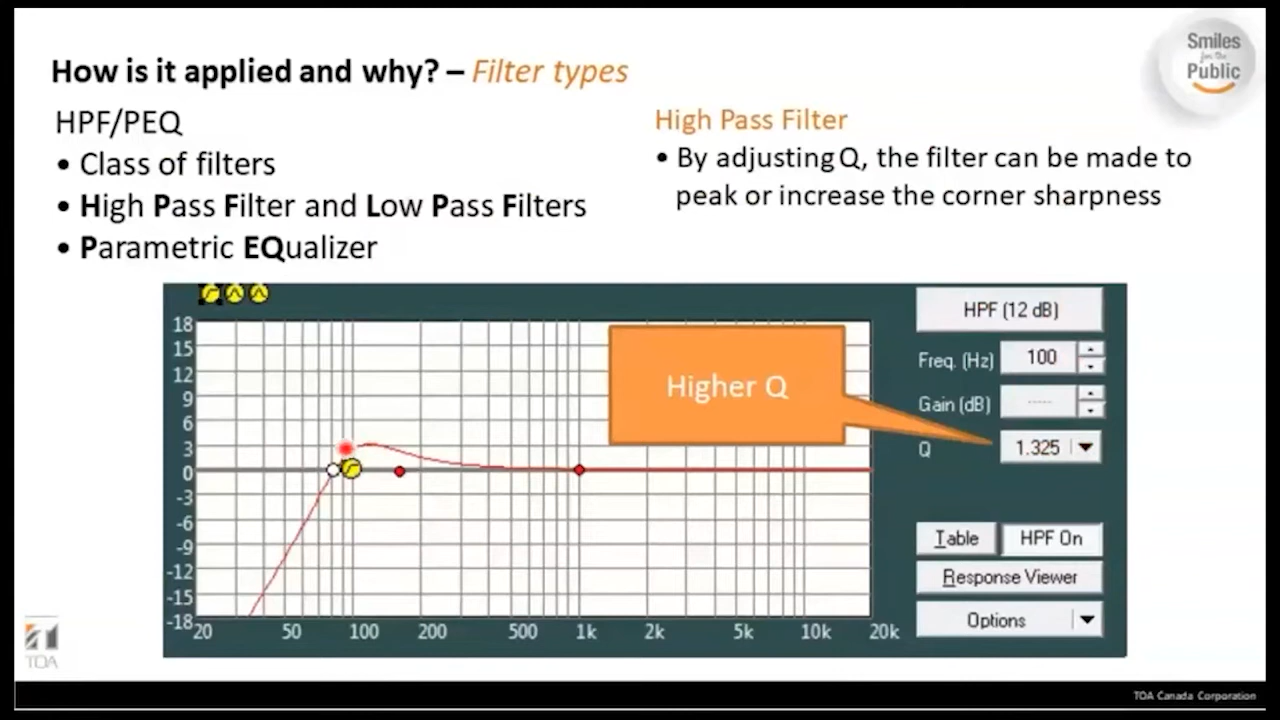 Smiles
for the
Public
How is it applied and why? – Filter types
HPF/PEQ
• Class of filters
• High Pass Filter and Low Pass Filters
• Parametric EQualizer
High Pass Filter
• By adjusting Q, the filter can be made to
peak or increase the corner sharpness
18
15
12
9
6
3
0
-3
-6
-9
-12
-15
-18
20 50 100 200 500 1k 2k 5k 10k 20k
Higher Q
HPF (12 dB)
Freq. (Hz) 100
Gain (dB) -----
Q 1.325
Table HPF On
Response Viewer
Options
TOA
TOA Canada Corporation